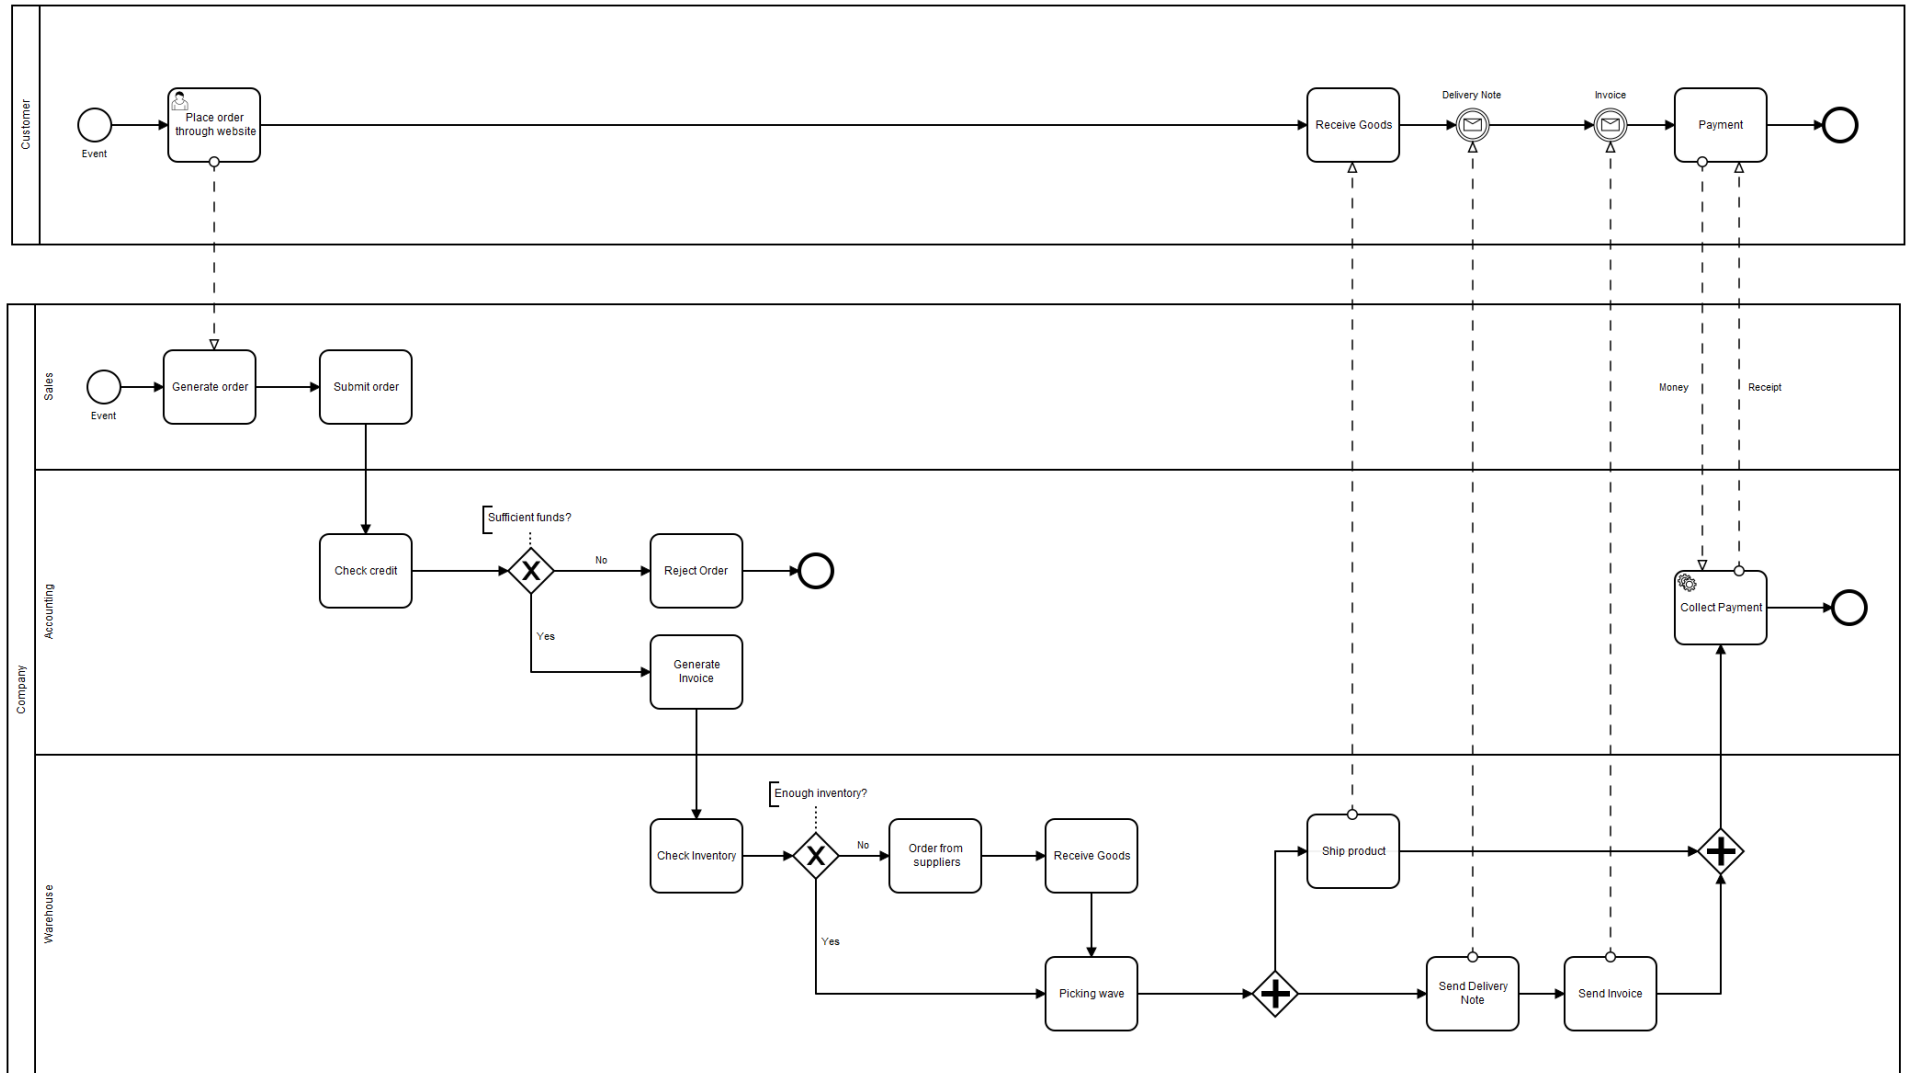 Customer
Event
Place order
through website
Receive Goods
Delivery Note
Invoice
Payment
Company
Sales
Event
Generate order
Submit order
Money
Receipt
Accounting
Check credit
Sufficient funds?
X
No
Reject Order
Yes
Generate
Invoice
Collect Payment
Warehouse
Check Inventory
Enough inventory?
X
No
Order from
suppliers
Receive Goods
Yes
Picking wave
Ship product
Send Delivery
Note
Send Invoice